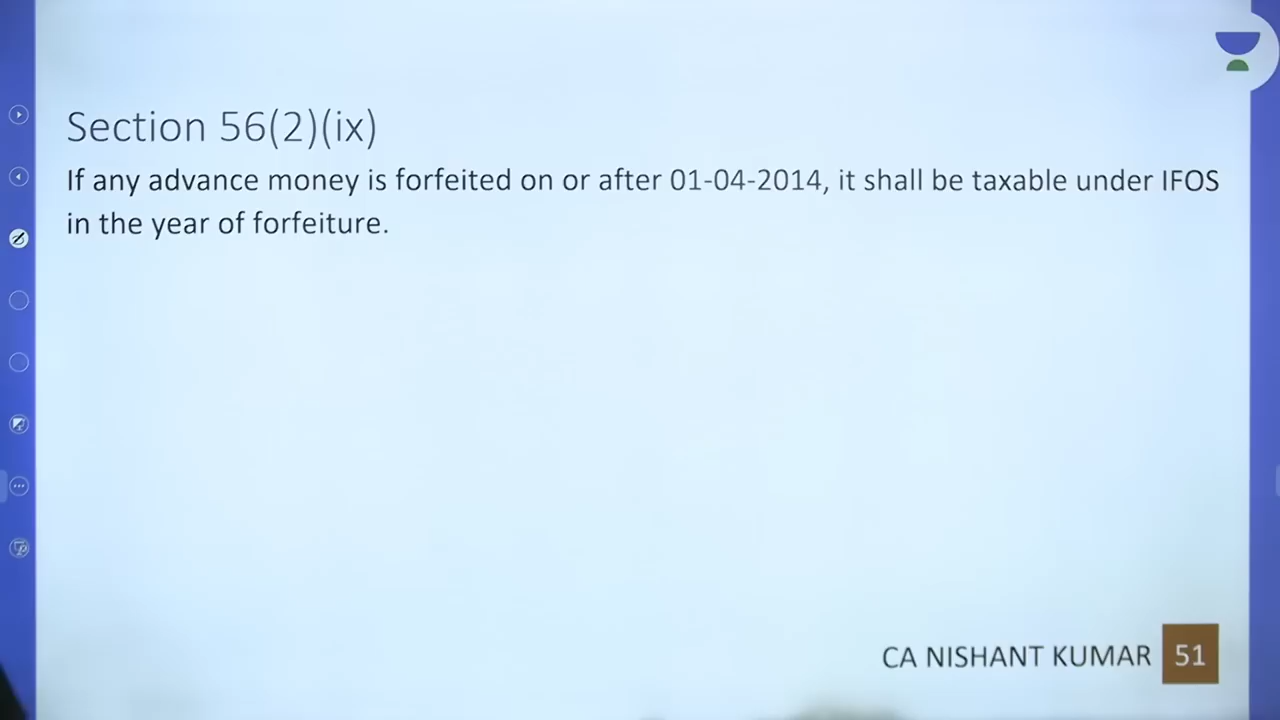 Section 56(2)(ix)
If any advance money is forfeited on or after 01-04-2014, it shall be taxable under IFOS
in the year of forfeiture.
CA NISHANT KUMAR 51